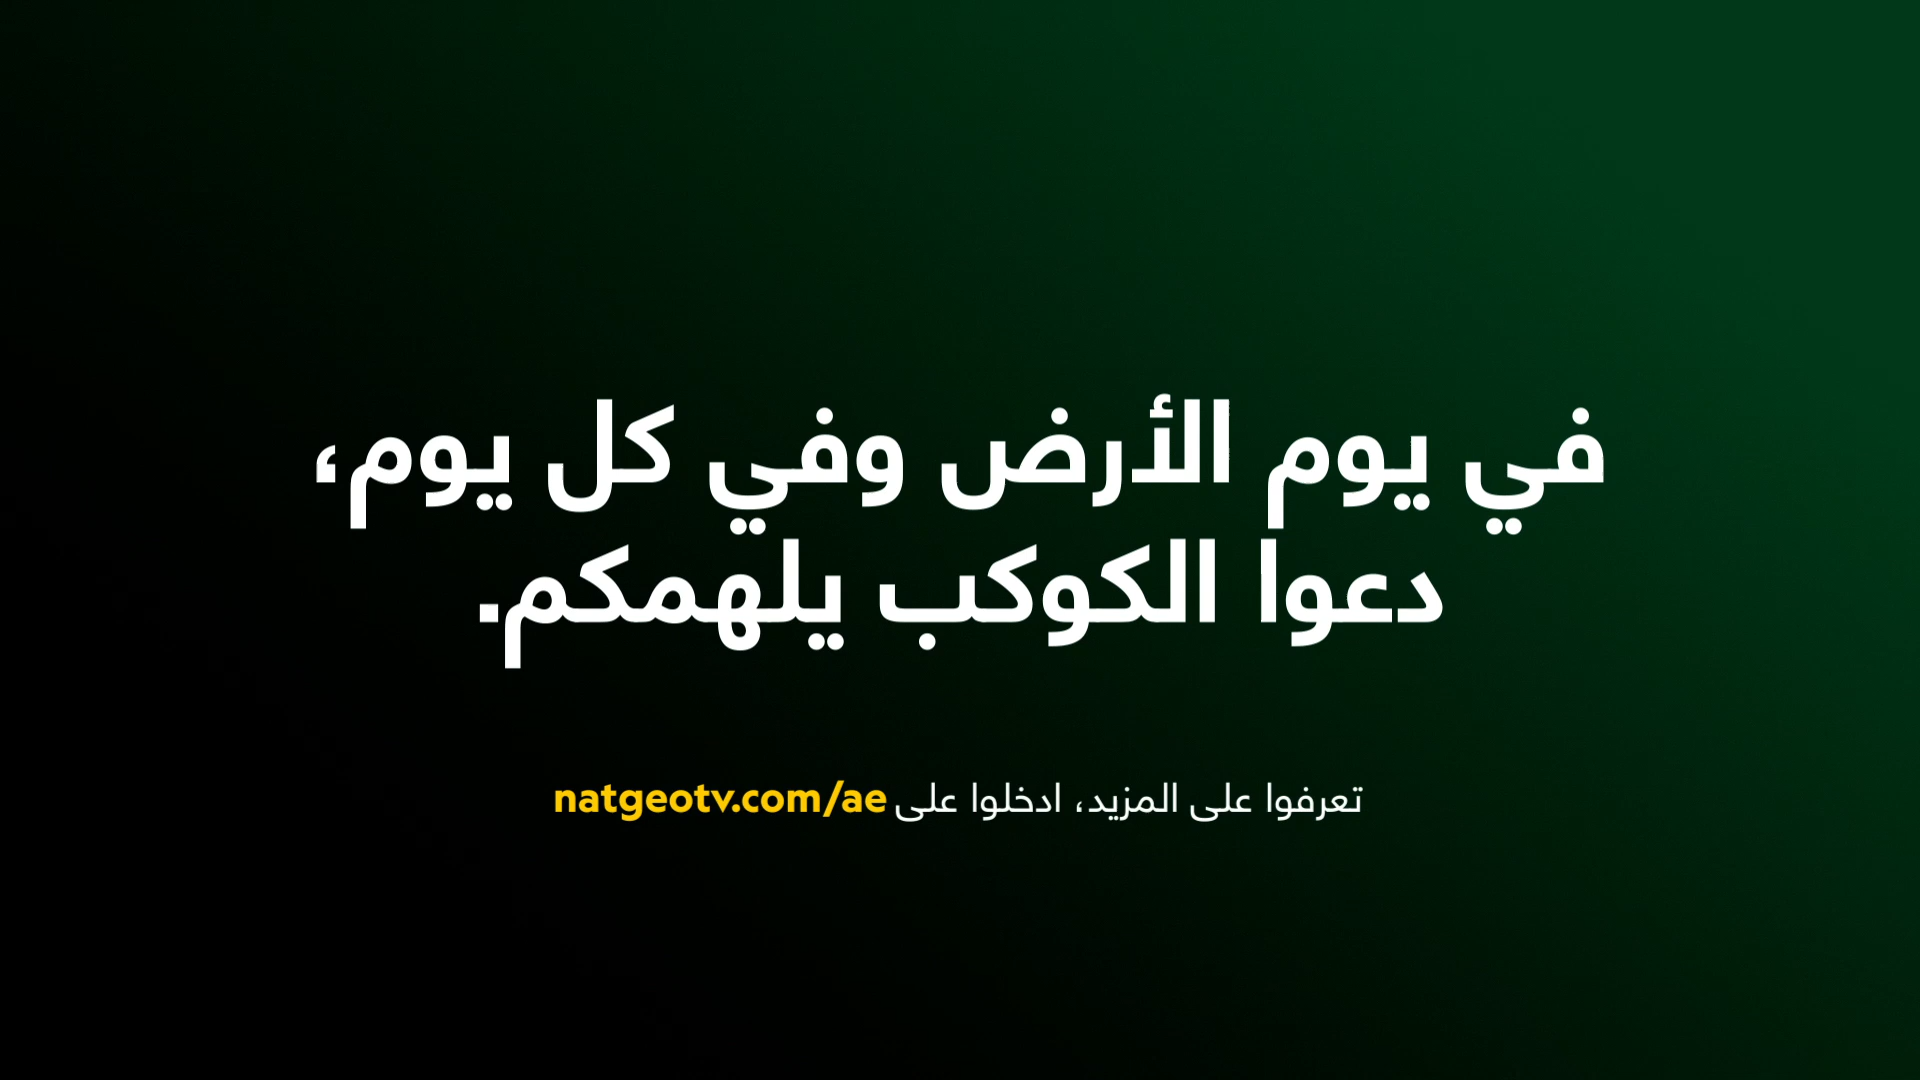 في يوم الأرض وفي كل يوم،
دعوا الكوكب يلهمكم.
تعرفوا على المزيد، ادخلوا على natgeotv.com/ae